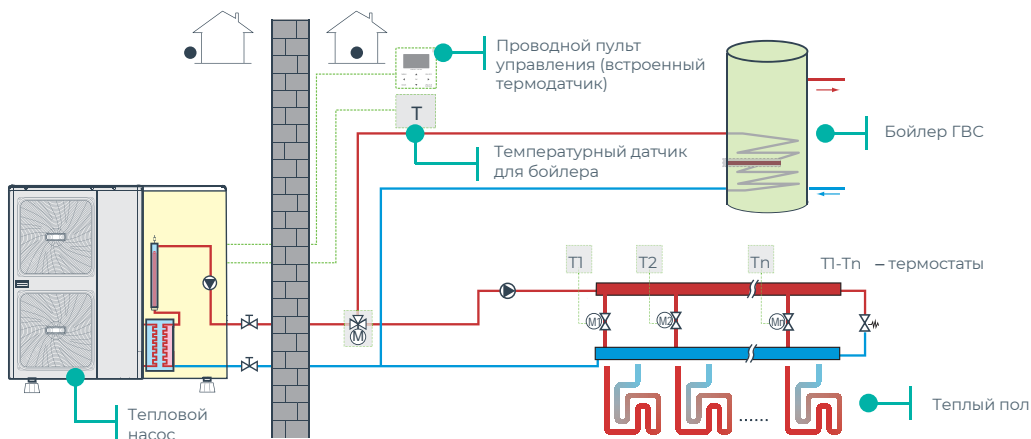 Проводной пульт
управления (встроенный
термодатчик)
T
Бойлер ГВС
Температурный датчик
для бойлера
T1
T2
Tn
T1-Tn – термостаты
M1
M2
Mn
M
......
Теплый пол
Тепловой
насос